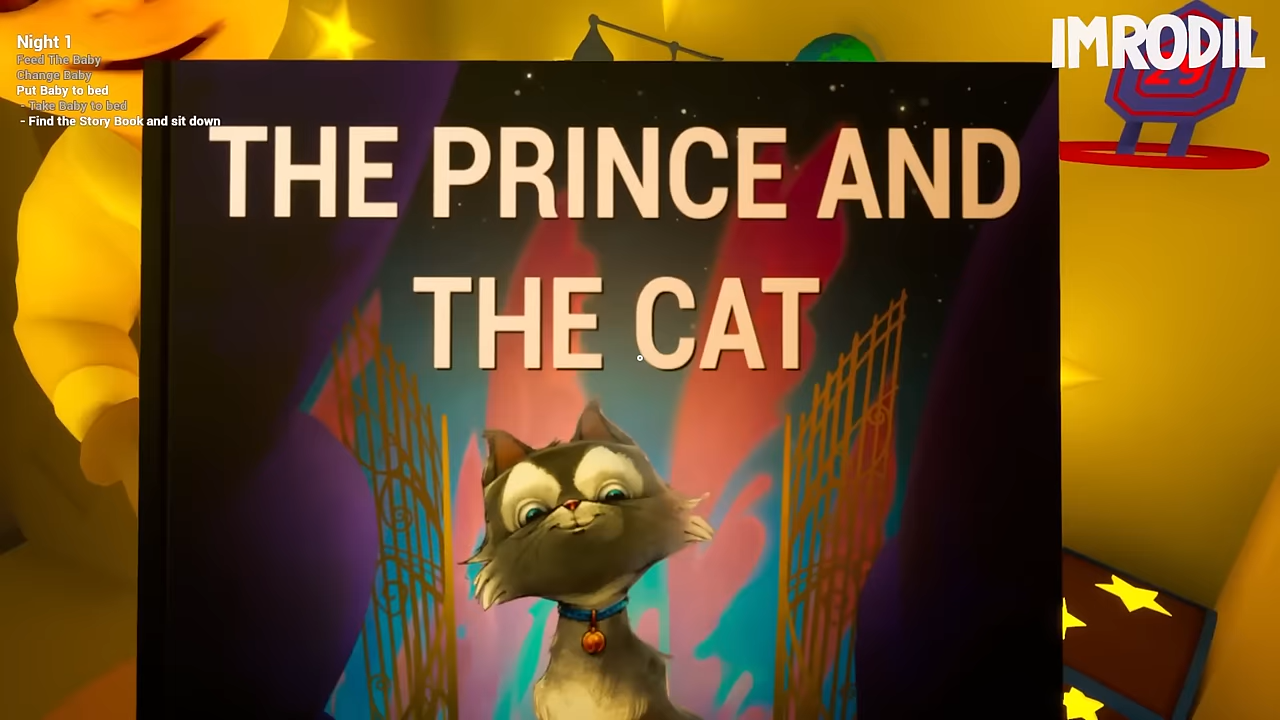 Night 1
Feed The Baby
Change Baby
Put Baby to bed
- Take Baby to bed
- Find the Story Book and sit down
IMRODIL
29
THE PRINCE AND
THE CAT